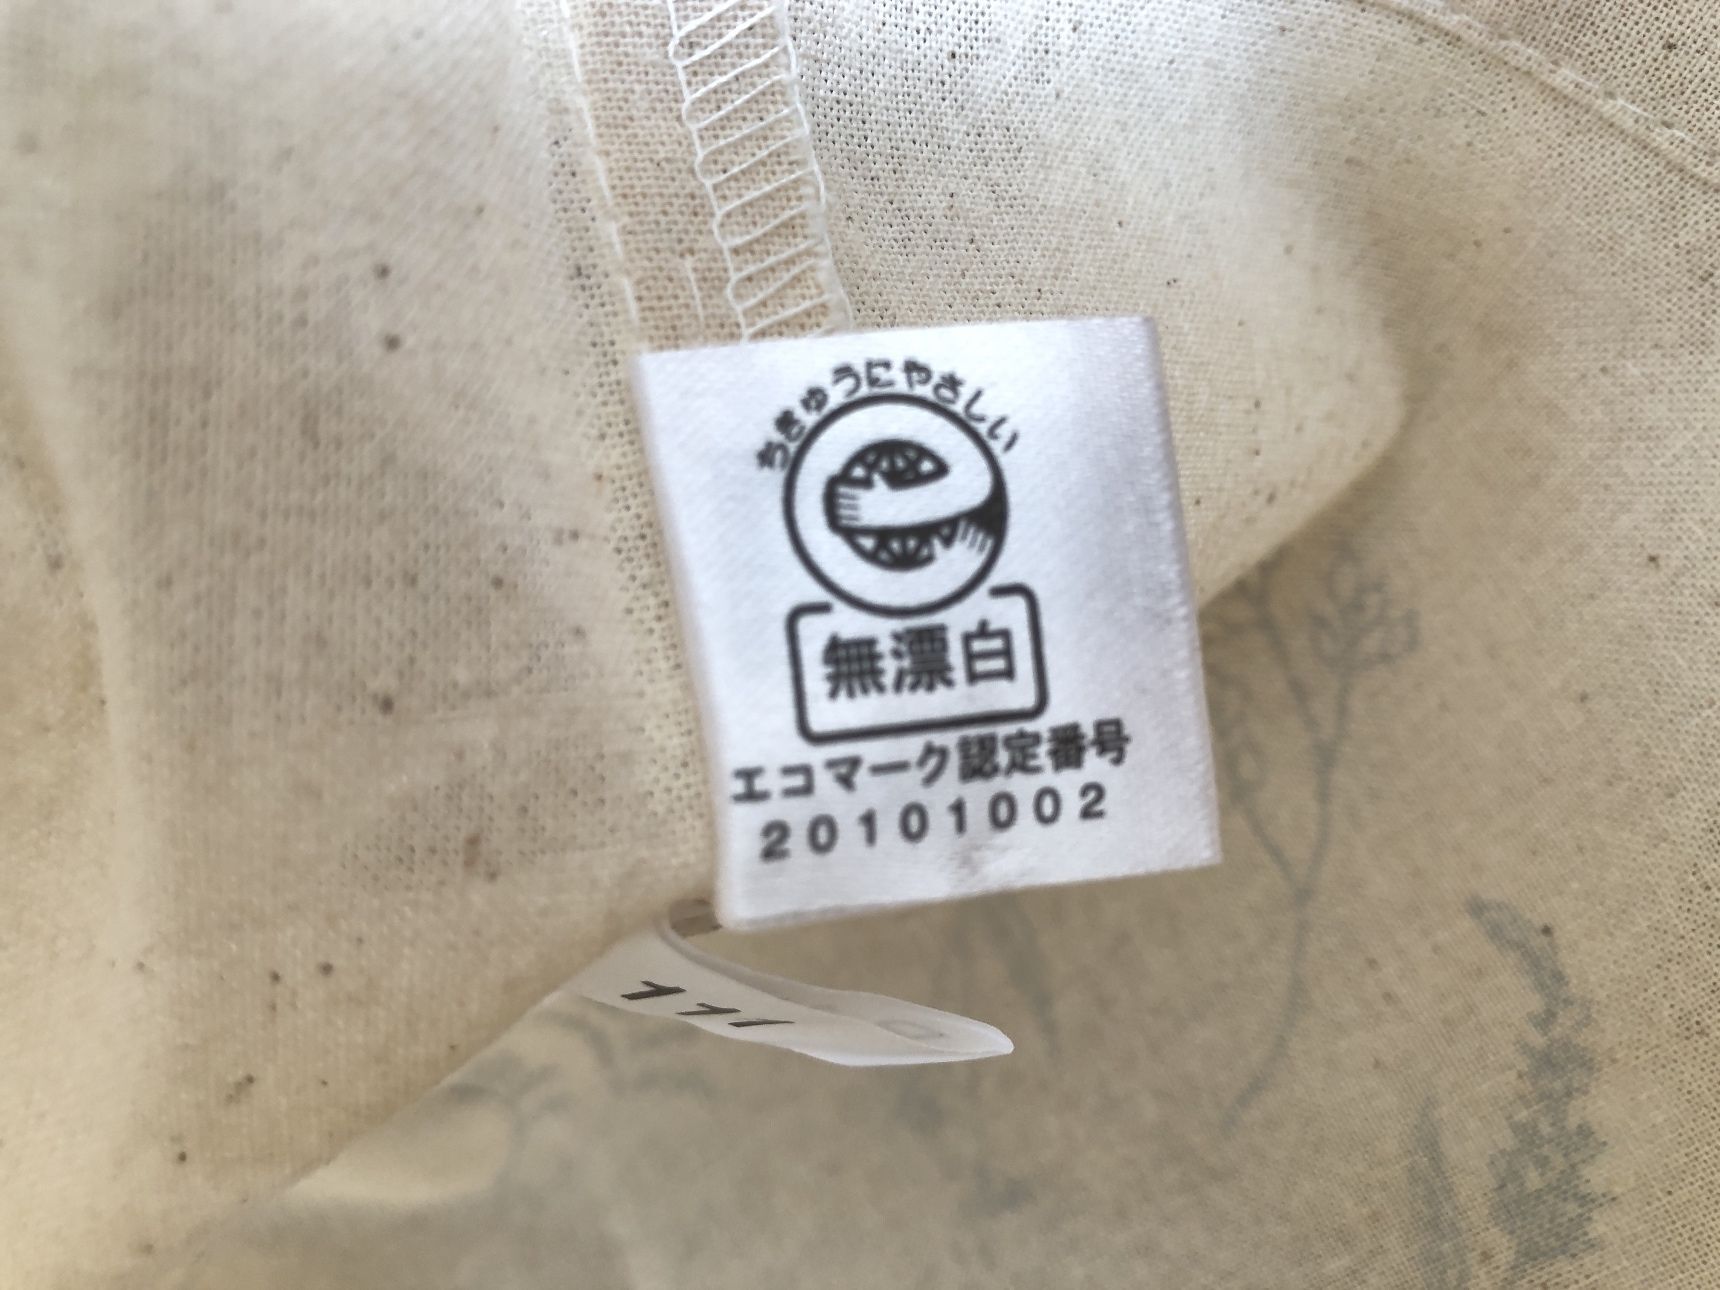 ちきゅうにやさしい
無漂白
エコマーク認定番号
20101002
111